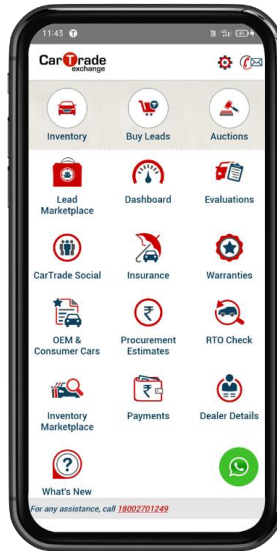 11:43
CarTrade
exchange
Inventory
Buy Leads
Auctions
Lead
Marketplace
Dashboard
Evaluations
CarTrade Social
Insurance
Warranties
OEM &
Consumer Cars
Procurement
Estimates
RTO Check
Inventory
Marketplace
Payments
Dealer Details
What's New
For any assistance, call 18002701249